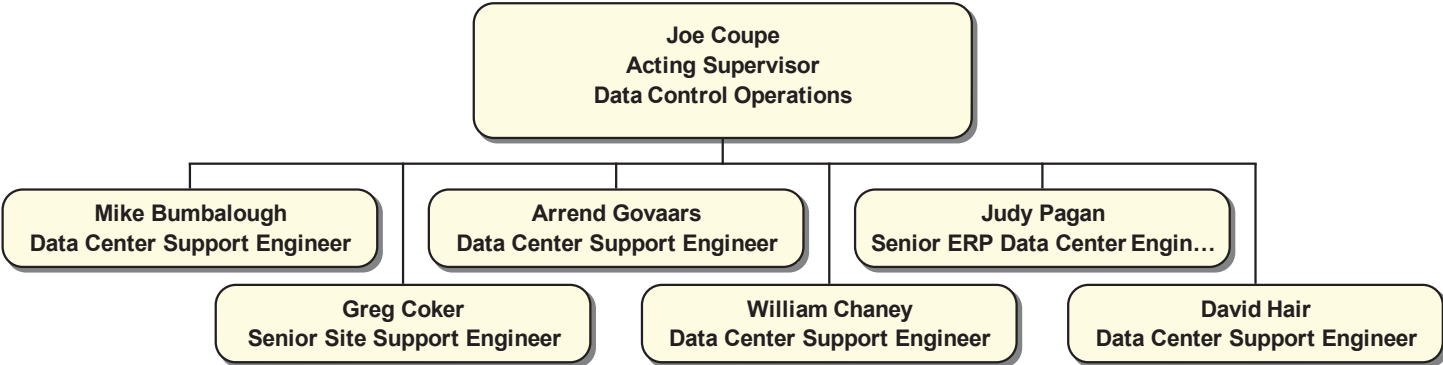 Joe Coupe
Acting Supervisor
Data Control Operations
Mike Bumbalough
Data Center Support Engineer
Arrend Govaars
Data Center Support Engineer
Judy Pagan
Senior ERP Data Center Engin…
Greg Coker
Senior Site Support Engineer
William Chaney
Data Center Support Engineer
David Hair
Data Center Support Engineer